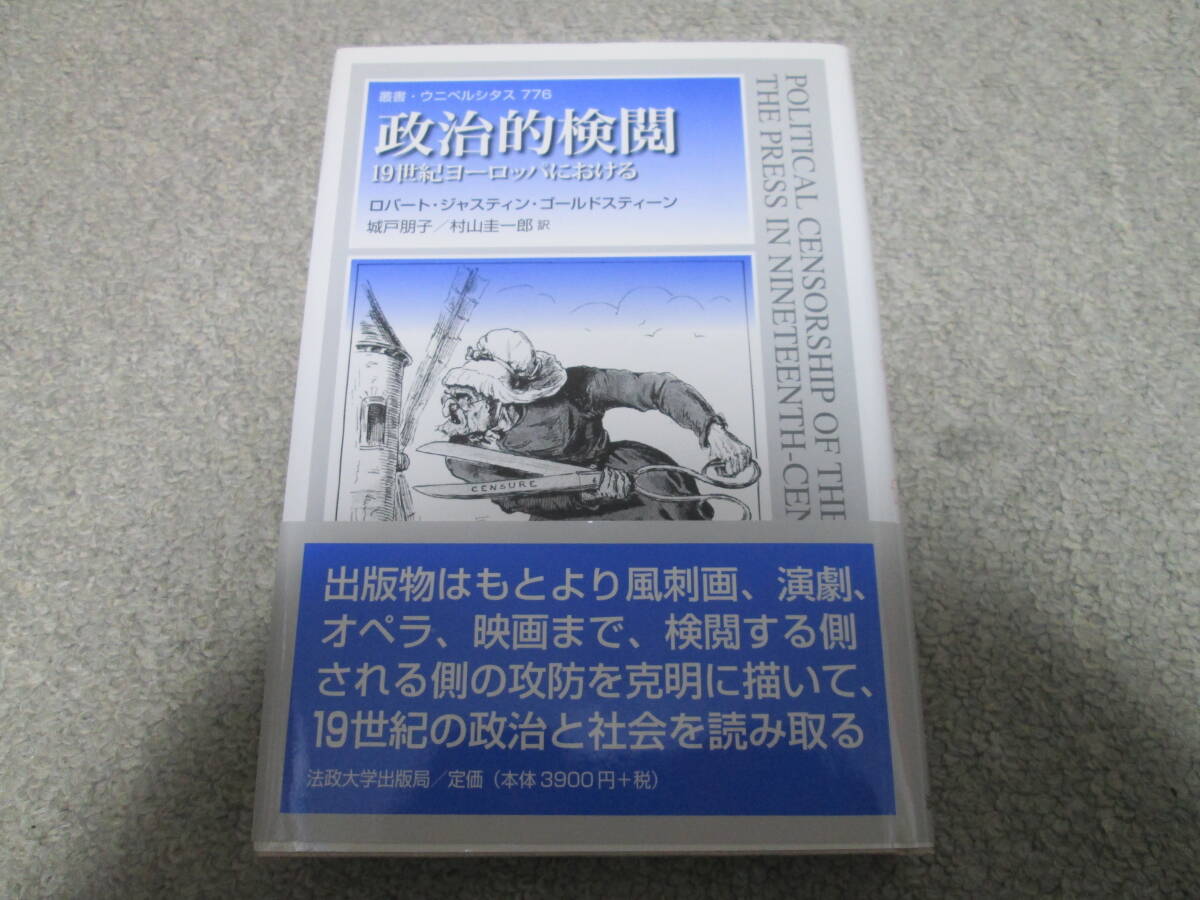 叢書・ウニベルシタス 776
政治的検閲
19世紀ヨーロッパにおける
ロバート・ジャスティン・ゴールドスティーン
城戸朋子／村山圭一郎 訳
POLITICAL CENSORSHIP OF THE
THE PRESS IN NINETEENTH-CEN
CENSURE
出版物はもとより風刺画、演劇、
オペラ、映画まで、検閲する側
される側の攻防を克明に描いて、
19世紀の政治と社会を読み取る
法政大学出版局／定価（本体3900円＋税）